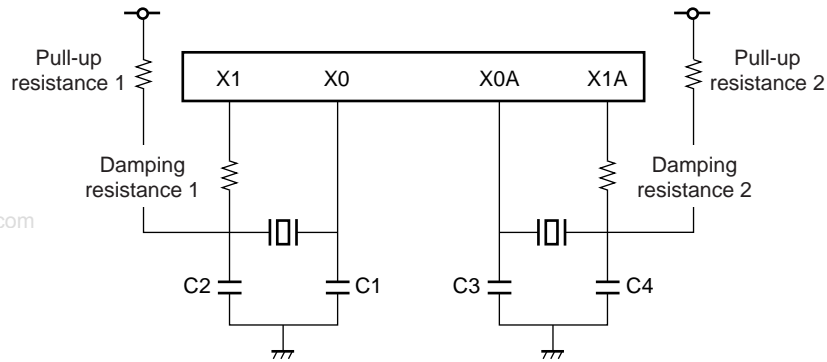 Pull-up
resistance 1
X1
X0
X0A
X1A
Pull-up
resistance 2
Damping
resistance 1
Damping
resistance 2
com
C2
C1
C3
C4